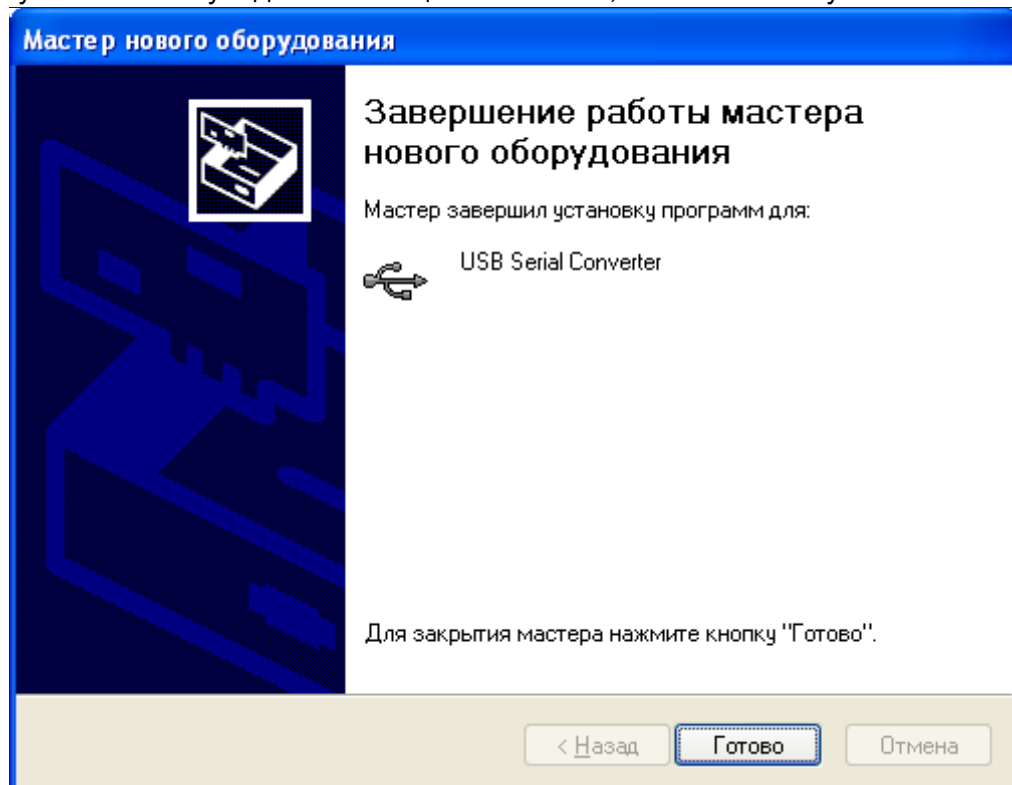 Мастер нового оборудования
Завершение работы мастера
нового оборудования
Мастер завершил установку программ для:
USB Serial Converter
Для закрытия мастера нажмите кнопку "Готово".
< Назад
Готово
Отмена